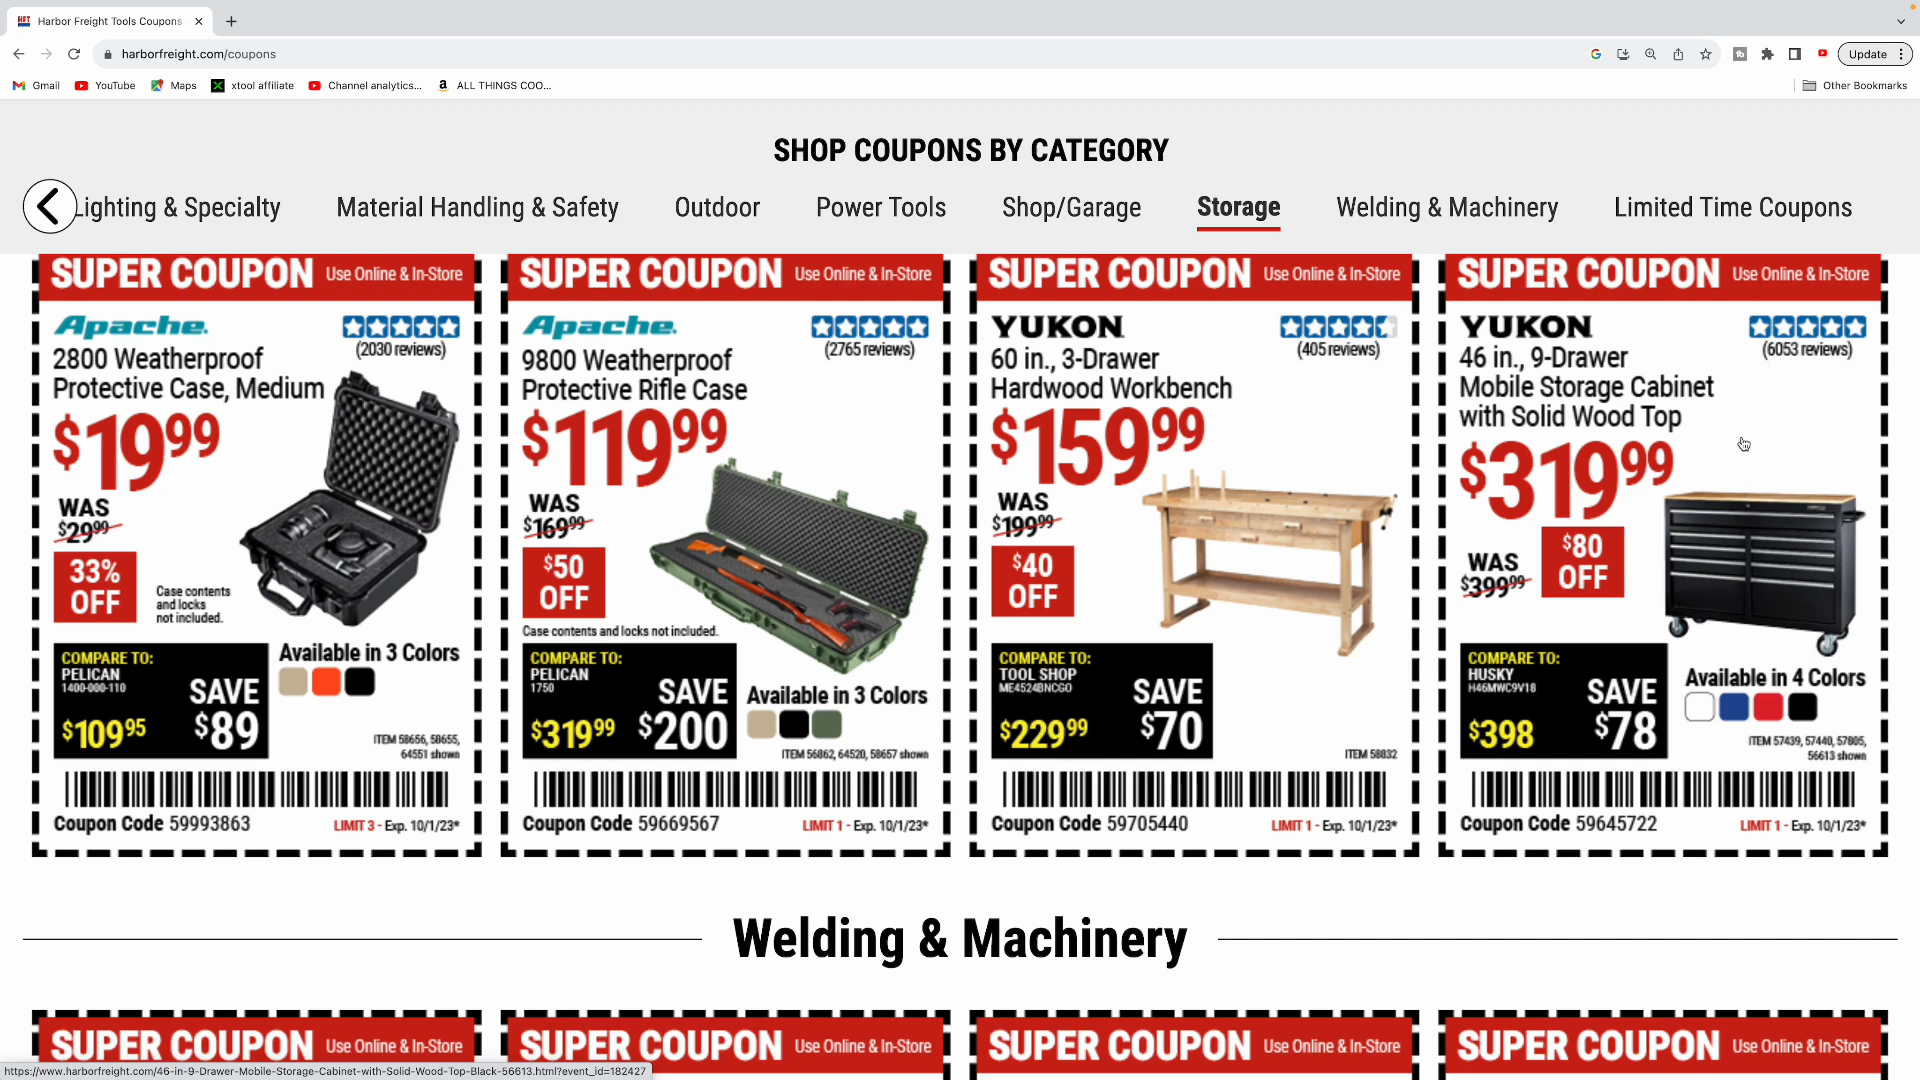 Harbor Freight Tools Coupons
harborfreight.com/coupons
Update
Gmail YouTube Maps xtool affiliate Channel analytics... ALL THINGS COO... Other Bookmarks
SHOP COUPONS BY CATEGORY
Lighting & Specialty Material Handling & Safety Outdoor Power Tools Shop/Garage Storage Welding & Machinery Limited Time Coupons
SUPER COUPON Use Online & In-Store
Apache.
(2030 reviews)
2800 Weatherproof
Protective Case, Medium
$19 99
WAS
$29 99
33%
OFF
Case contents
and locks
not included.
COMPARE TO:
PELICAN
1400-000-110
$109 95
SAVE
$89
Available in 3 Colors
ITEM 58656, 58655,
64551 shown
Coupon Code 59993863
LIMIT 3 - Exp. 10/1/23*
SUPER COUPON Use Online & In-Store
Apache.
(2765 reviews)
9800 Weatherproof
Protective Rifle Case
$119 99
WAS
$169 99
$50
OFF
Case contents and locks not included.
COMPARE TO:
PELICAN
1750
$319 99
SAVE
$200
Available in 3 Colors
ITEM 56862, 64520, 58657 shown
Coupon Code 59669567
LIMIT 1 - Exp. 10/1/23*
SUPER COUPON Use Online & In-Store
YUKON
(405 reviews)
60 in., 3-Drawer
Hardwood Workbench
$159 99
WAS
$199 99
$40
OFF
COMPARE TO:
TOOL SHOP
ME4524BNCGO
$229 99
SAVE
$70
ITEM 58832
Coupon Code 59705440
LIMIT 1 - Exp. 10/1/23*
SUPER COUPON Use Online & In-Store
YUKON
(6053 reviews)
46 in., 9-Drawer
Mobile Storage Cabinet
with Solid Wood Top
$319 99
WAS
$399 99
$80
OFF
COMPARE TO:
HUSKY
H46MWC9V18
$398
SAVE
$78
Available in 4 Colors
ITEM 57439, 57440, 57805,
56613 shown
Coupon Code 59645722
LIMIT 1 - Exp. 10/1/23*
Welding & Machinery
SUPER COUPON Use Online & In-Store
SUPER COUPON Use Online & In-Store
SUPER COUPON Use Online & In-Store
SUPER COUPON Use Online & In-Store
https://www.harborfreight.com/46-in-9-Drawer-Mobile-Storage-Cabinet-with-Solid-Wood-Top-Black-56613.html?event_id=182427